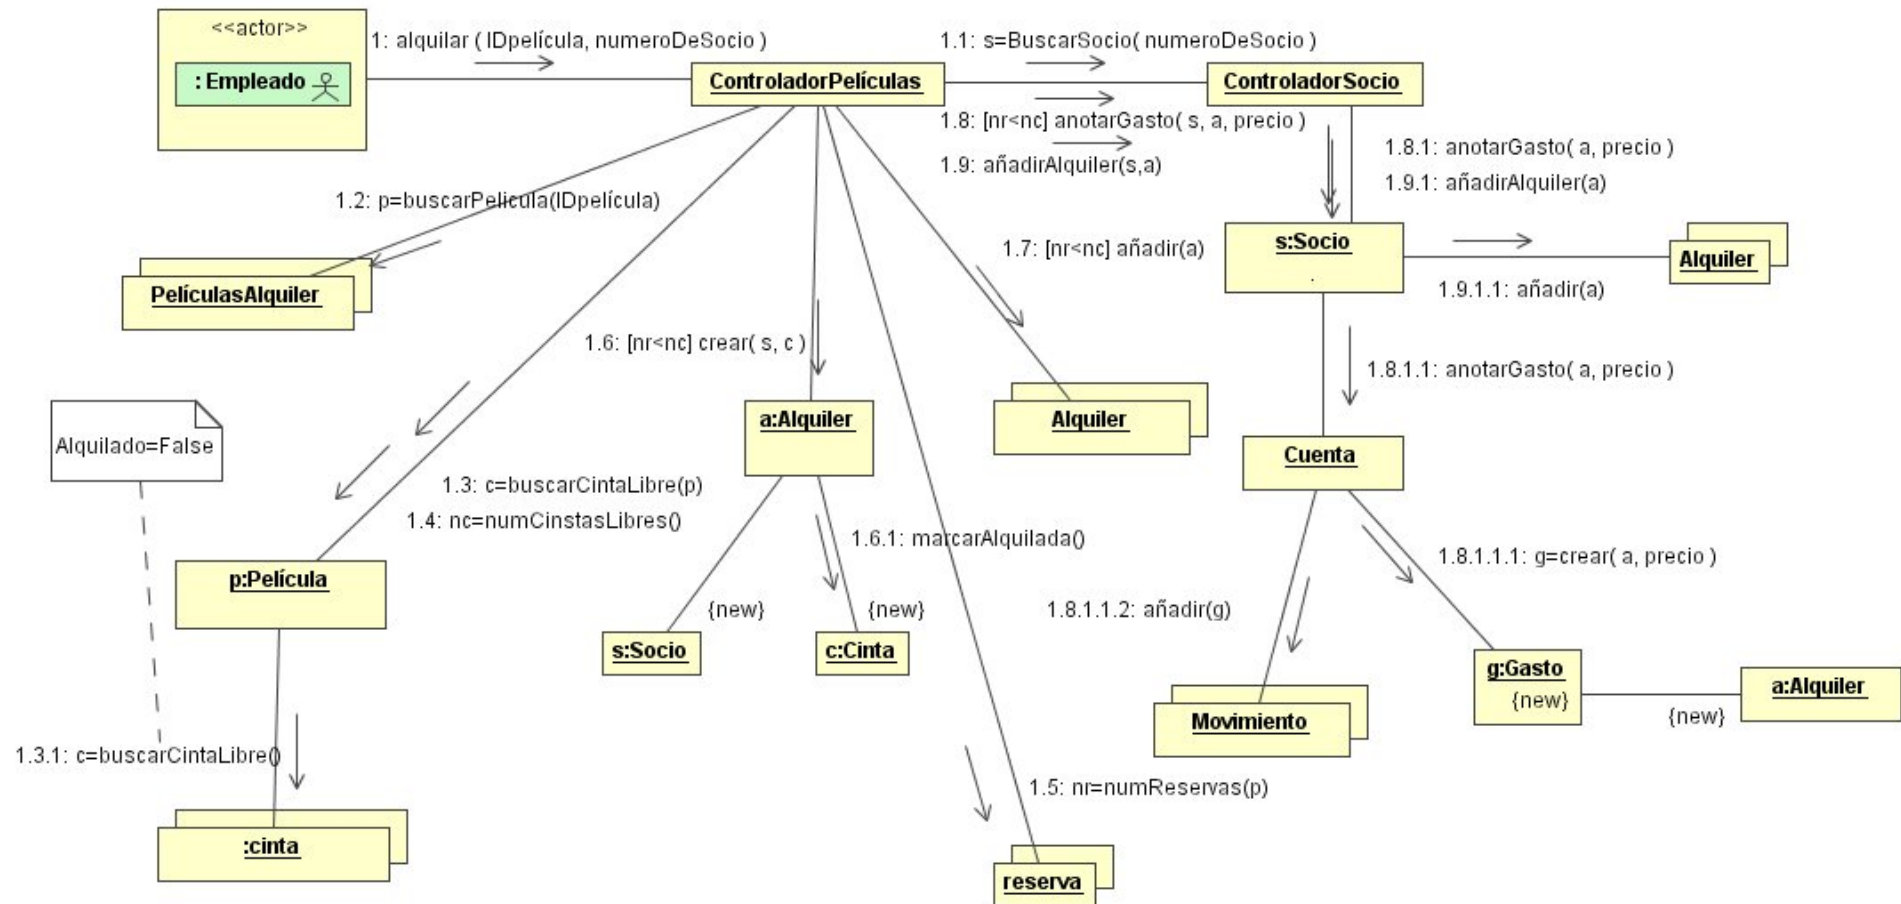 <<actor>>
: Empleado
1: alquilar ( IDpelícula, numeroDeSocio )
ControladorPelículas
1.1: s=BuscarSocio( numeroDeSocio )
ControladorSocio
1.8: [nr<nc] anotarGasto( s, a, precio )
1.9: añadirAlquiler(s,a)
1.8.1: anotarGasto( a, precio )
1.9.1: añadirAlquiler(a)
1.2: p=buscarPelicula(IDpelícula)
PelículasAlquiler
1.7: [nr<nc] añadir(a)
s:Socio
.
Alquiler
1.9.1.1: añadir(a)
1.6: [nr<nc] crear( s, c )
1.8.1.1: anotarGasto( a, precio )
Alquilado=False
a:Alquiler
Alquiler
Cuenta
1.3: c=buscarCintaLibre(p)
1.4: nc=numCinstasLibres()
1.6.1: marcarAlquilada()
1.8.1.1.1: g=crear( a, precio )
p:Película
{new}
{new}
1.8.1.1.2: añadir(g)
s:Socio
c:Cinta
g:Gasto
{new}
{new}
a:Alquiler
Movimiento
1.3.1: c=buscarCintaLibre()
1.5: nr=numReservas(p)
:cinta
reserva